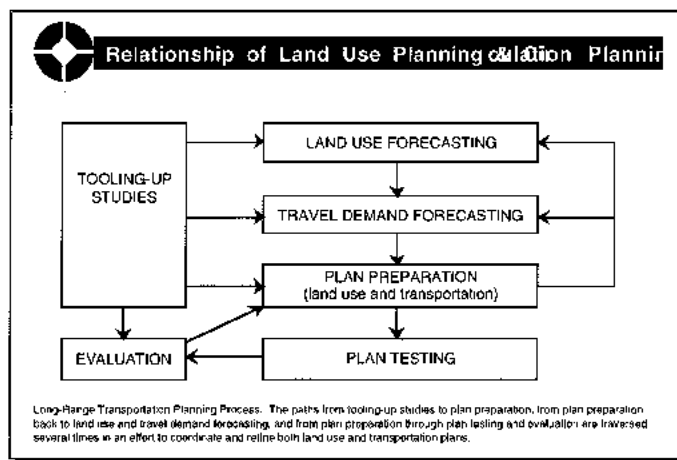 Relationship of Land Use Planning & Plannin
LAND USE FORECASTING
TOOLING-UP
STUDIES
TRAVEL DEMAND FORECASTING
PLAN PREPARATION
(land use and transportation)
EVALUATION
PLAN TESTING
Long-Range Transportation Planning Process. The paths from tooling-up studies to plan preparation, from plan preparation
back to land use and travel demand forecasting, and from plan preparation through plan testing and evaluation are traversed
several times in an effort to coordinate and refine both land use and transportation plans.